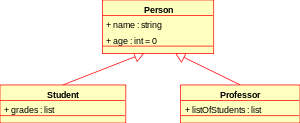 Person
+ name : string
+ age : int = 0
Student
+ grades : list
Professor
+ listOfStudents : list